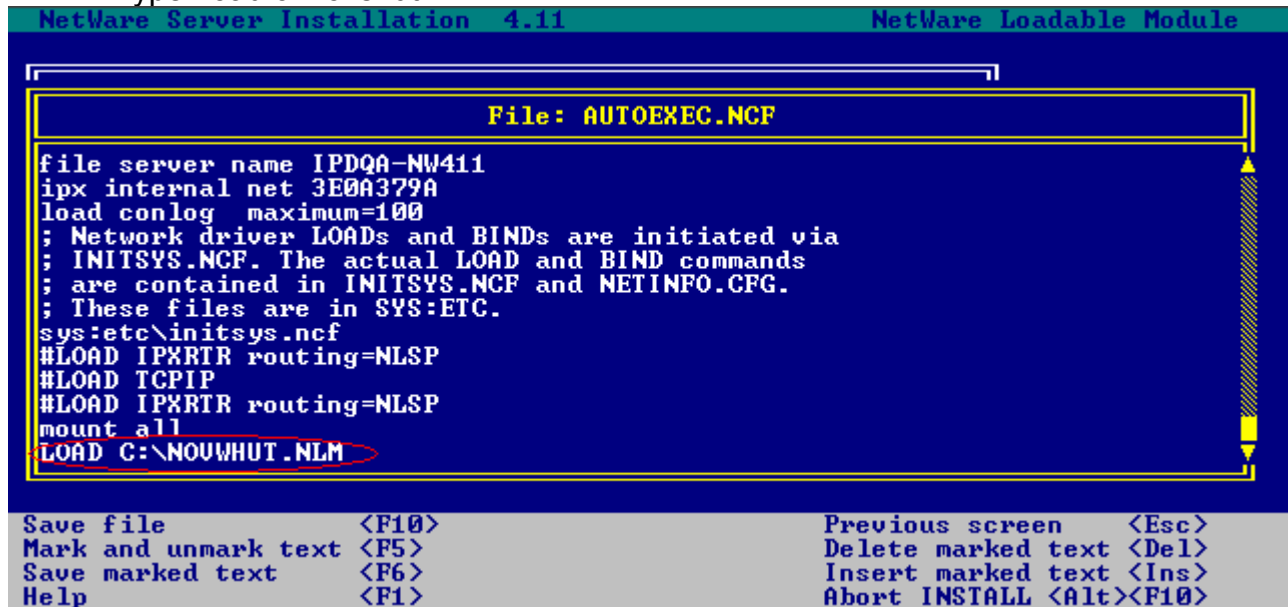 NetWare Server Installation 4.11 NetWare Loadable Module
File: AUTOEXEC.NCF
file server name IPDQA-NW411
ipx internal net 3E0A379A
load conlog maximum=100
; Network driver LOADs and BINDs are initiated via
; INITSYS.NCF. The actual LOAD and BIND commands
; are contained in INITSYS.NCF and NETINFO.CFG.
; These files are in SYS:ETC.
sys:etc\initsys.ncf
#LOAD IPXRTR routing=NLSP
#LOAD TCPIP
#LOAD IPXRTR routing=NLSP
mount all
LOAD C:\NOVWHUT.NLM
Save file <F10> Previous screen <Esc>
Mark and unmark text <F5> Delete marked text <Del>
Save marked text <F6> Insert marked text <Ins>
Help <F1> Abort INSTALL <Alt><F10>